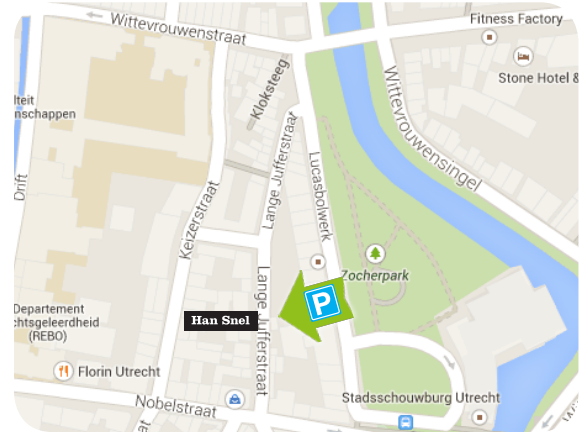 Fitness Factory
Wittevrouwenstraat
Stone Hotel &
Kloksteeg
Wittevrouwensingel
lteit
nschappen
Lange Jufferstraat
Lucasbolwerk
Drift
Keizerstraat
Zocherpark
P
Lange Jufferstraat
Han Snel
Departement
chtsgeleerdheid
(REBO)
Florin Utrecht
Nobelstraat
Stadsschouwburg Utrecht